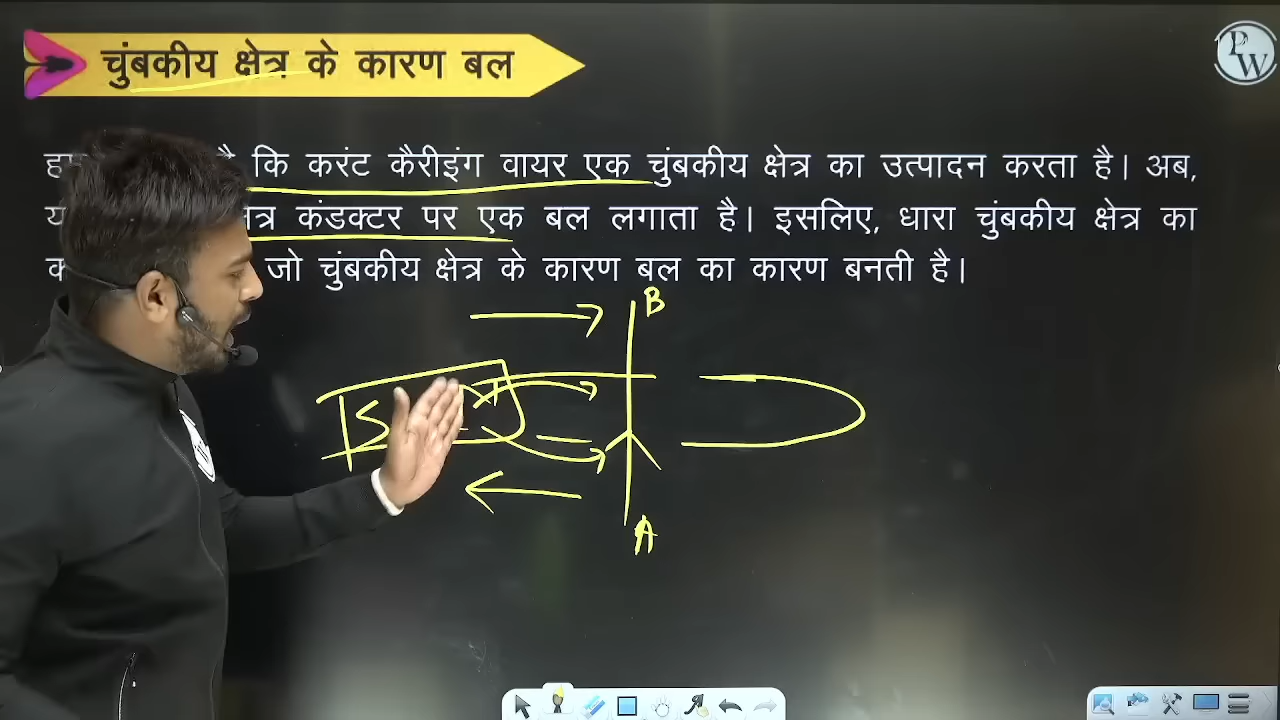 चुंबकीय क्षेत्र के कारण बल
PW
है कि करंट कैरीइंग वायर एक चुंबकीय क्षेत्र का उत्पादन करता है। अब,
कंडक्टर पर एक बल लगाता है। इसलिए, धारा चुंबकीय क्षेत्र का
जो चुंबकीय क्षेत्र के कारण बल का कारण बनती है।
B
S
A